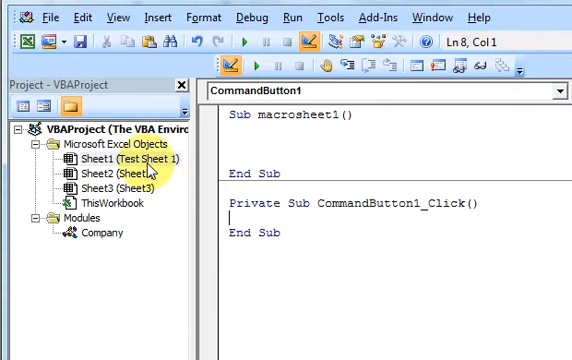 File Edit View Insert Format Debug Run Tools Add-Ins Window Help
Ln 8, Col 1
Project - VBAProject
CommandButton1
VBAProject (The VBA Enviro
Microsoft Excel Objects
Sheet1 (Test Sheet 1)
Sheet2 (Sheet
Sheet3 (Sheet3)
ThisWorkbook
Modules
Company
Sub macrosheet1()
End Sub
Private Sub CommandButton1_Click()
End Sub